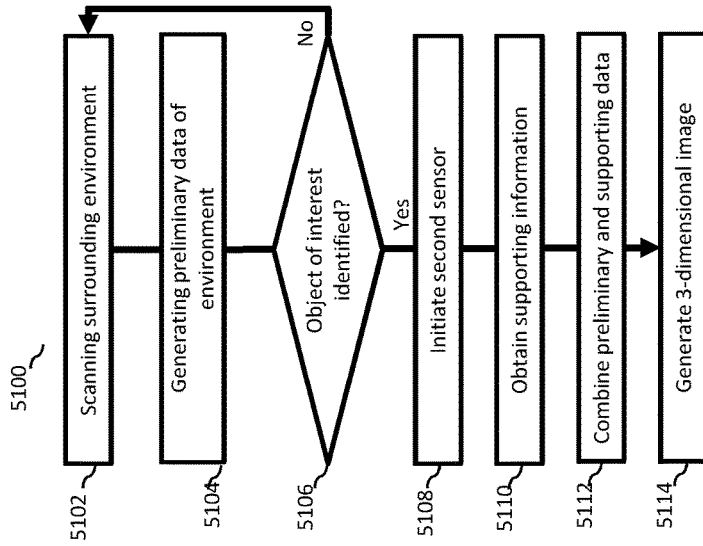 5100
5102
Scanning surrounding environment
5104
Generating preliminary data of
environment
5106
Object of interest
identified?
No
Yes
5108
Initiate second sensor
5110
Obtain supporting information
5112
Combine preliminary and supporting data
5114
Generate 3-dimensional image